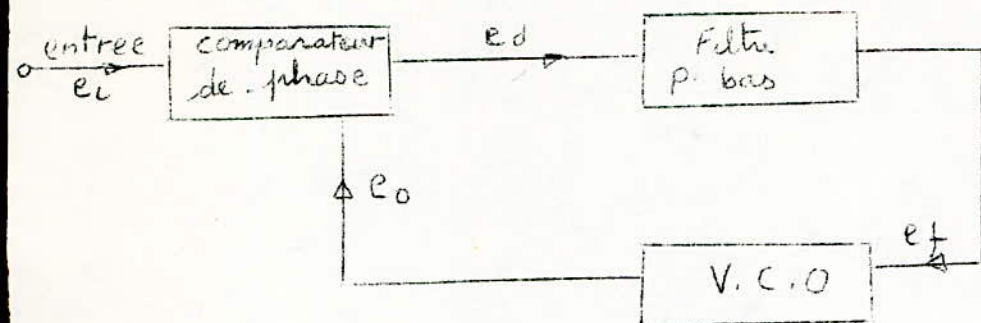 entree
ei
comparateur
de phase
ed
Filtre
P. bas
eo
ef
V.C.O